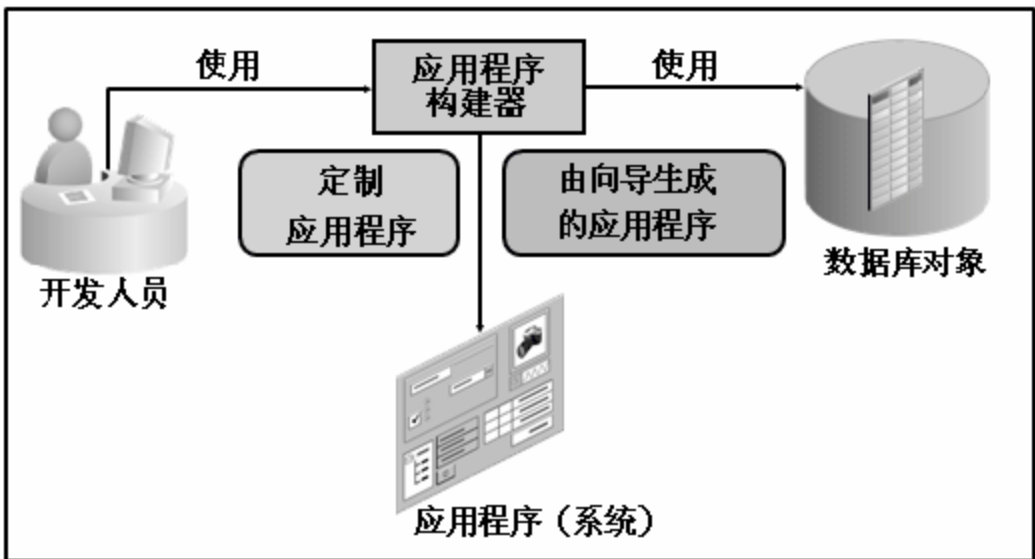 使用
应用程序
构建器
使用
定制
应用程序
由向导生成
的应用程序
开发人员
数据库对象
应用程序（系统）